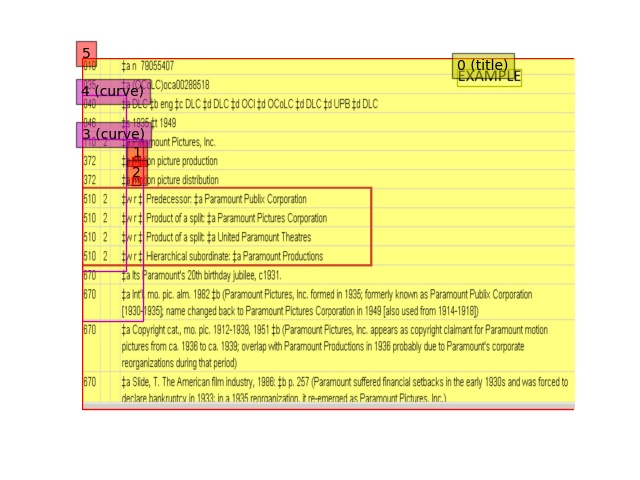 5
0 (title)
EXAMPLE
‡a n 79055407
4 (curve)
‡a (OCoLC)oca00288518
040 ‡a DLC ‡b eng ‡c DLC ‡d DLC ‡d OCl ‡d OCoLC ‡d DLC ‡d UPB ‡d DLC
046 1935 ‡t 1949
3 (curve)
Paramount Pictures, Inc.
1
372 motion picture production
2
372 motion picture distribution
510 2 ‡w r ‡i Predecessor: ‡a Paramount Publix Corporation
510 2 ‡w r ‡i Product of a split: ‡a Paramount Pictures Corporation
510 2 ‡w r ‡i Product of a split: ‡a United Paramount Theatres
510 2 ‡w r ‡i Hierarchical subordinate: ‡a Paramount Productions
670 ‡a Its Paramount's 20th birthday jubilee, c1931.
670 ‡a Int'l. mo. pic. alm. 1982 ‡b (Paramount Pictures, Inc. formed in 1935; formerly known as Paramount Publix Corporation
[1930-1935]; name changed back to Paramount Pictures Corporation in 1949 [also used from 1914-1918])
670 ‡a Copyright cat., mo. pic. 1912-1939, 1951 ‡b (Paramount Pictures, Inc. appears as copyright claimant for Paramount motion
pictures from ca. 1936 to ca. 1939; overlap with Paramount Productions in 1936 probably due to Paramount's corporate
reorganizations during that period)
670 ‡a Slide, T. The American film industry, 1986: ‡b p. 257 (Paramount suffered financial setbacks in the early 1930s and was forced to
declare bankruptcy in 1933; in a 1935 reorganization, it re-emerged as Paramount Pictures, Inc.)